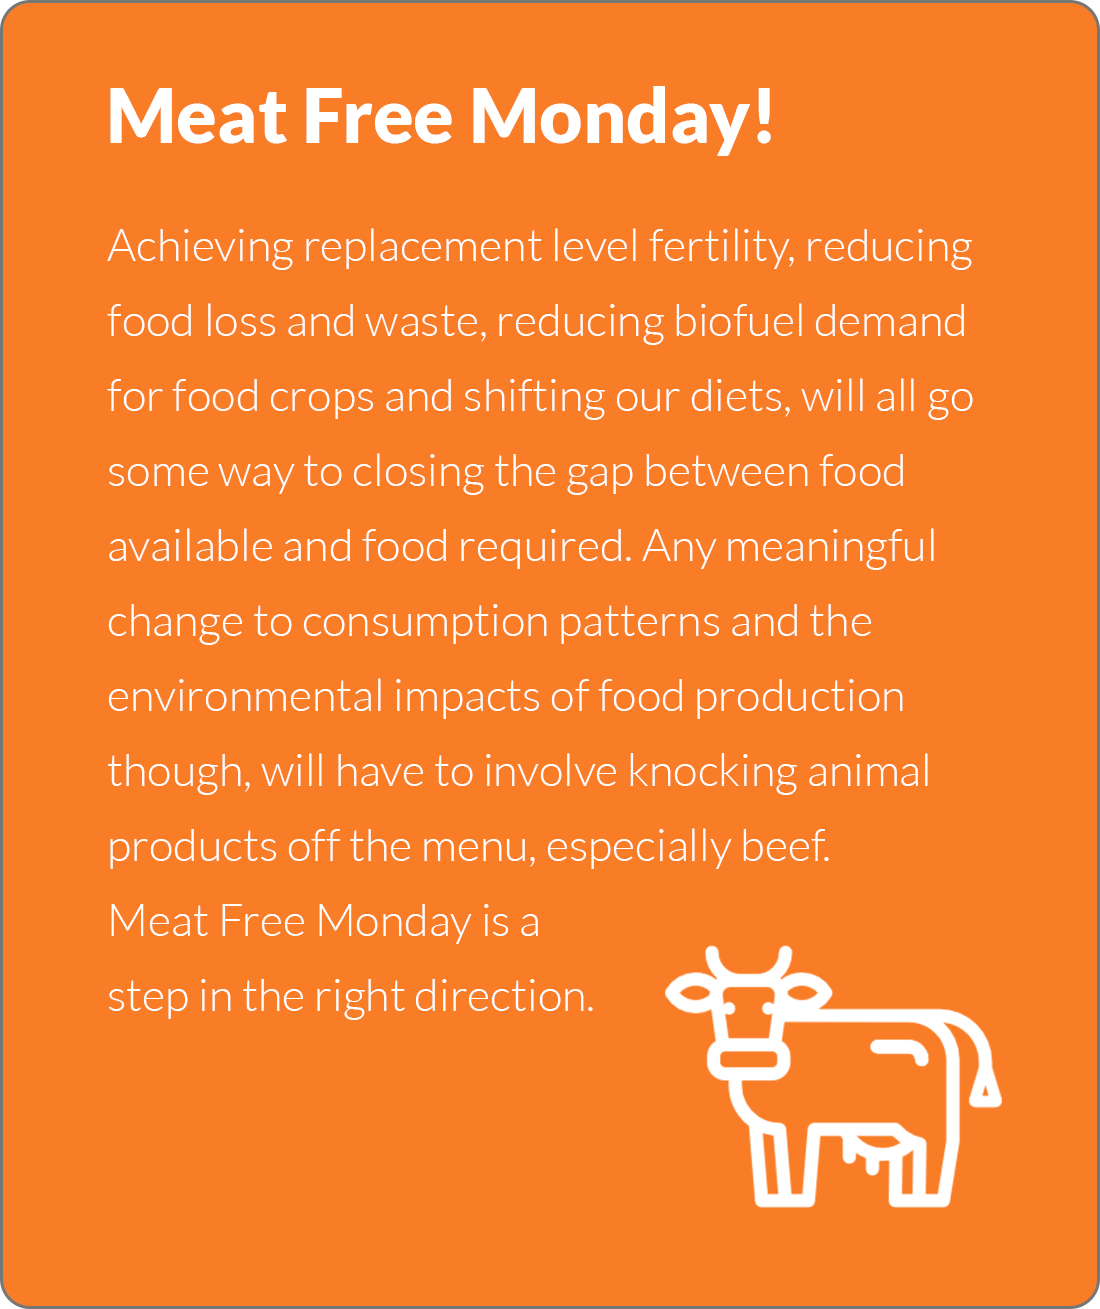 Meat Free Monday!
Achieving replacement level fertility, reducing
food loss and waste, reducing biofuel demand
for food crops and shifting our diets, will all go
some way to closing the gap between food
available and food required. Any meaningful
change to consumption patterns and the
environmental impacts of food production
though, will have to involve knocking animal
products off the menu, especially beef.
Meat Free Monday is a
step in the right direction.